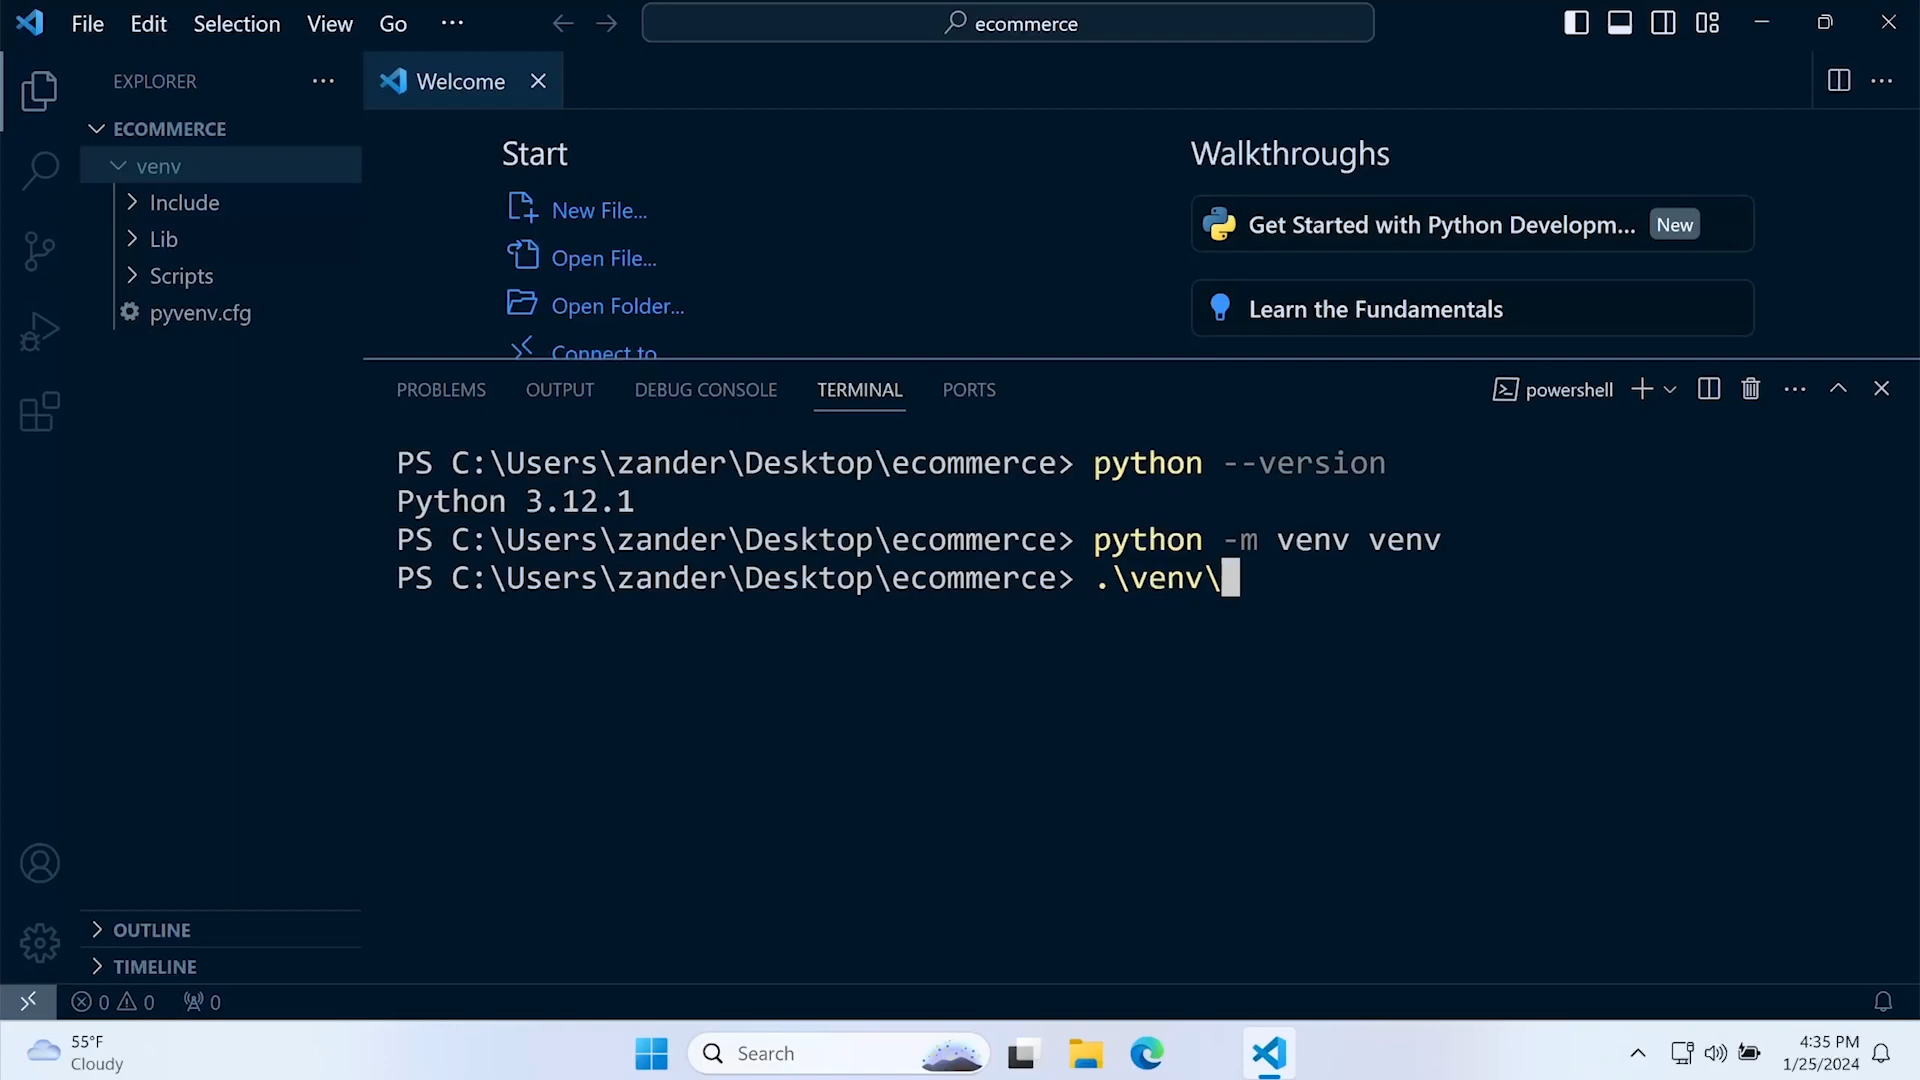 File Edit Selection View Go ···
ecommerce
EXPLORER ···
Welcome
ECOMMERCE
venv
Include
Lib
Scripts
pyvenv.cfg
Start
New File...
Open File...
Open Folder...
Connect to
Walkthroughs
Get Started with Python Developm... New
Learn the Fundamentals
PROBLEMS OUTPUT DEBUG CONSOLE TERMINAL PORTS
powershell
PS C:\Users\zander\Desktop\ecommerce> python --version
Python 3.12.1
PS C:\Users\zander\Desktop\ecommerce> python -m venv venv
PS C:\Users\zander\Desktop\ecommerce> .\venv\
OUTLINE
TIMELINE
0 0 0
55°F
Cloudy
Search
4:35 PM
1/25/2024